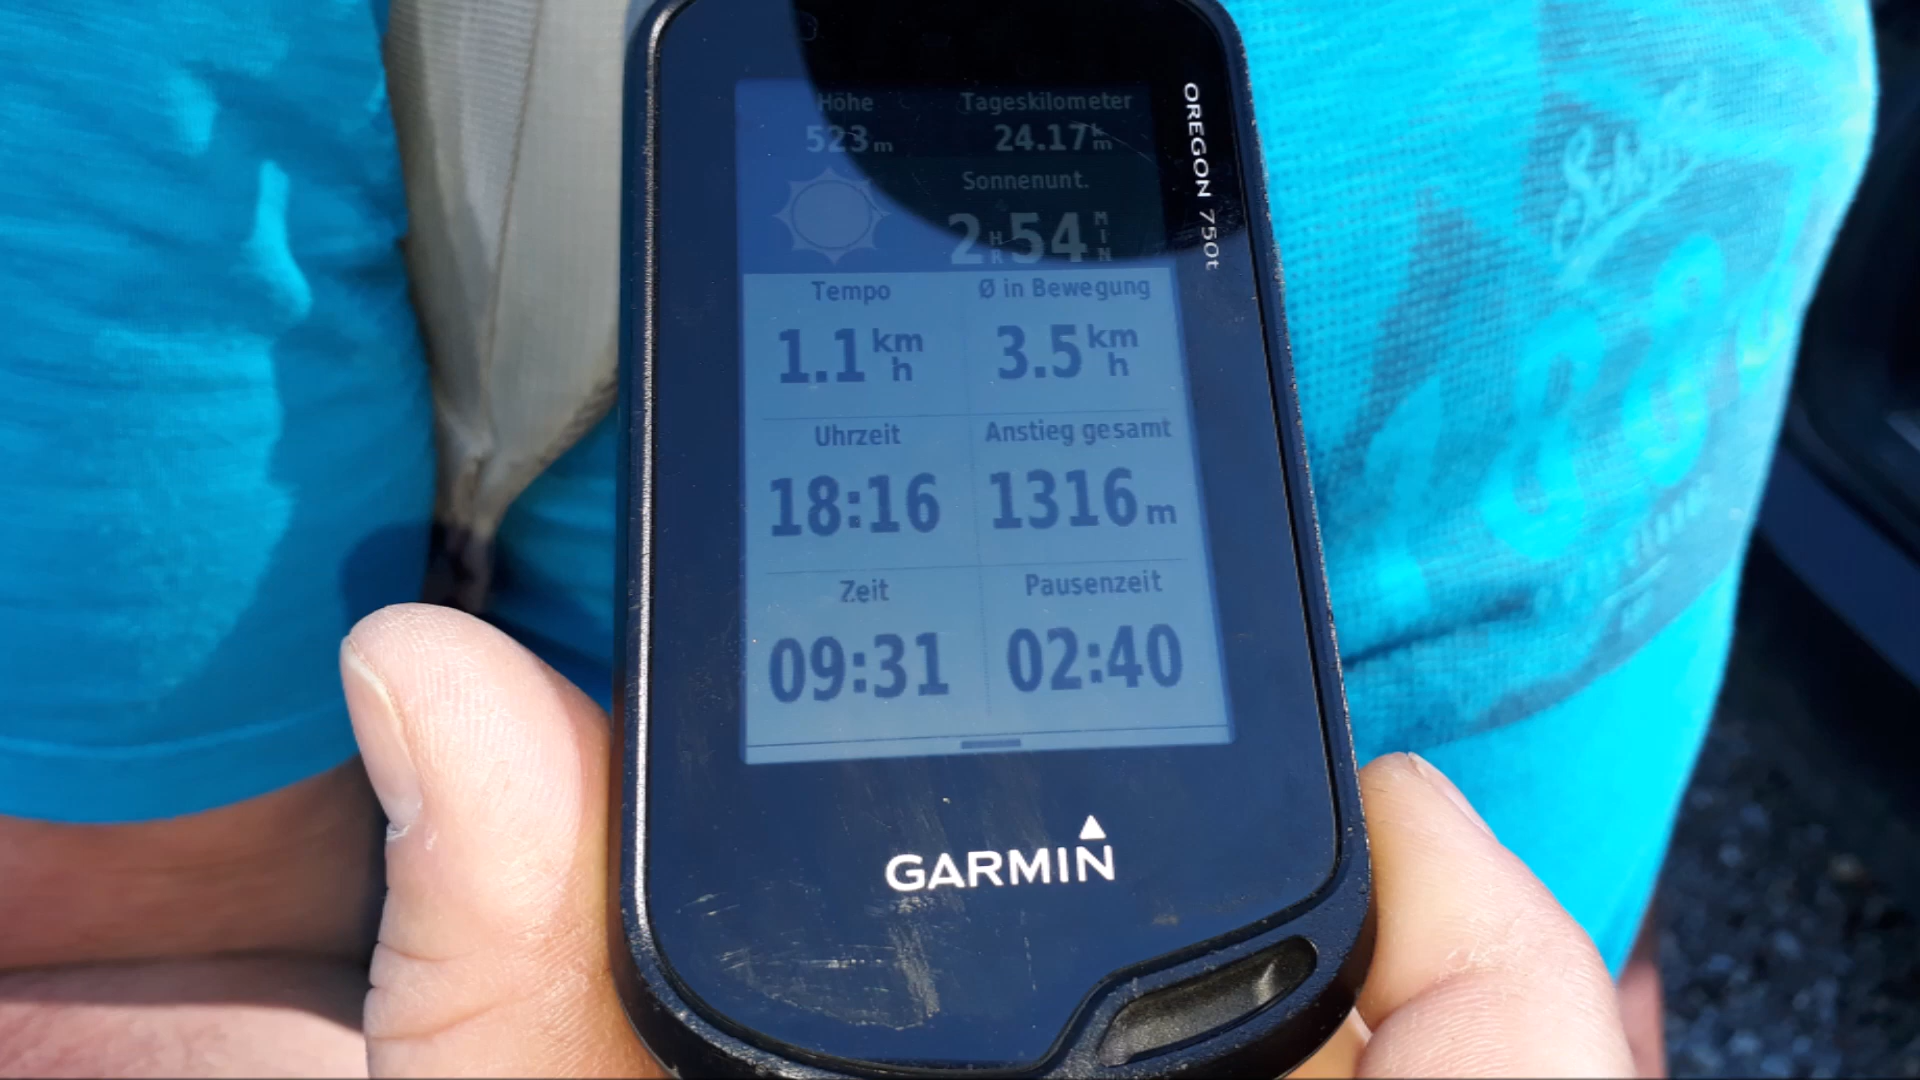 Höhe Tageskilometer
523 m 24.17 km
Sonnenunt.
2 HR 54 MIN
Tempo Ø in Bewegung
1.1 km h 3.5 km h
Uhrzeit Anstieg gesamt
18:16 1316 m
Zeit Pausenzeit
09:31 02:40
GARMIN
OREGON 750t